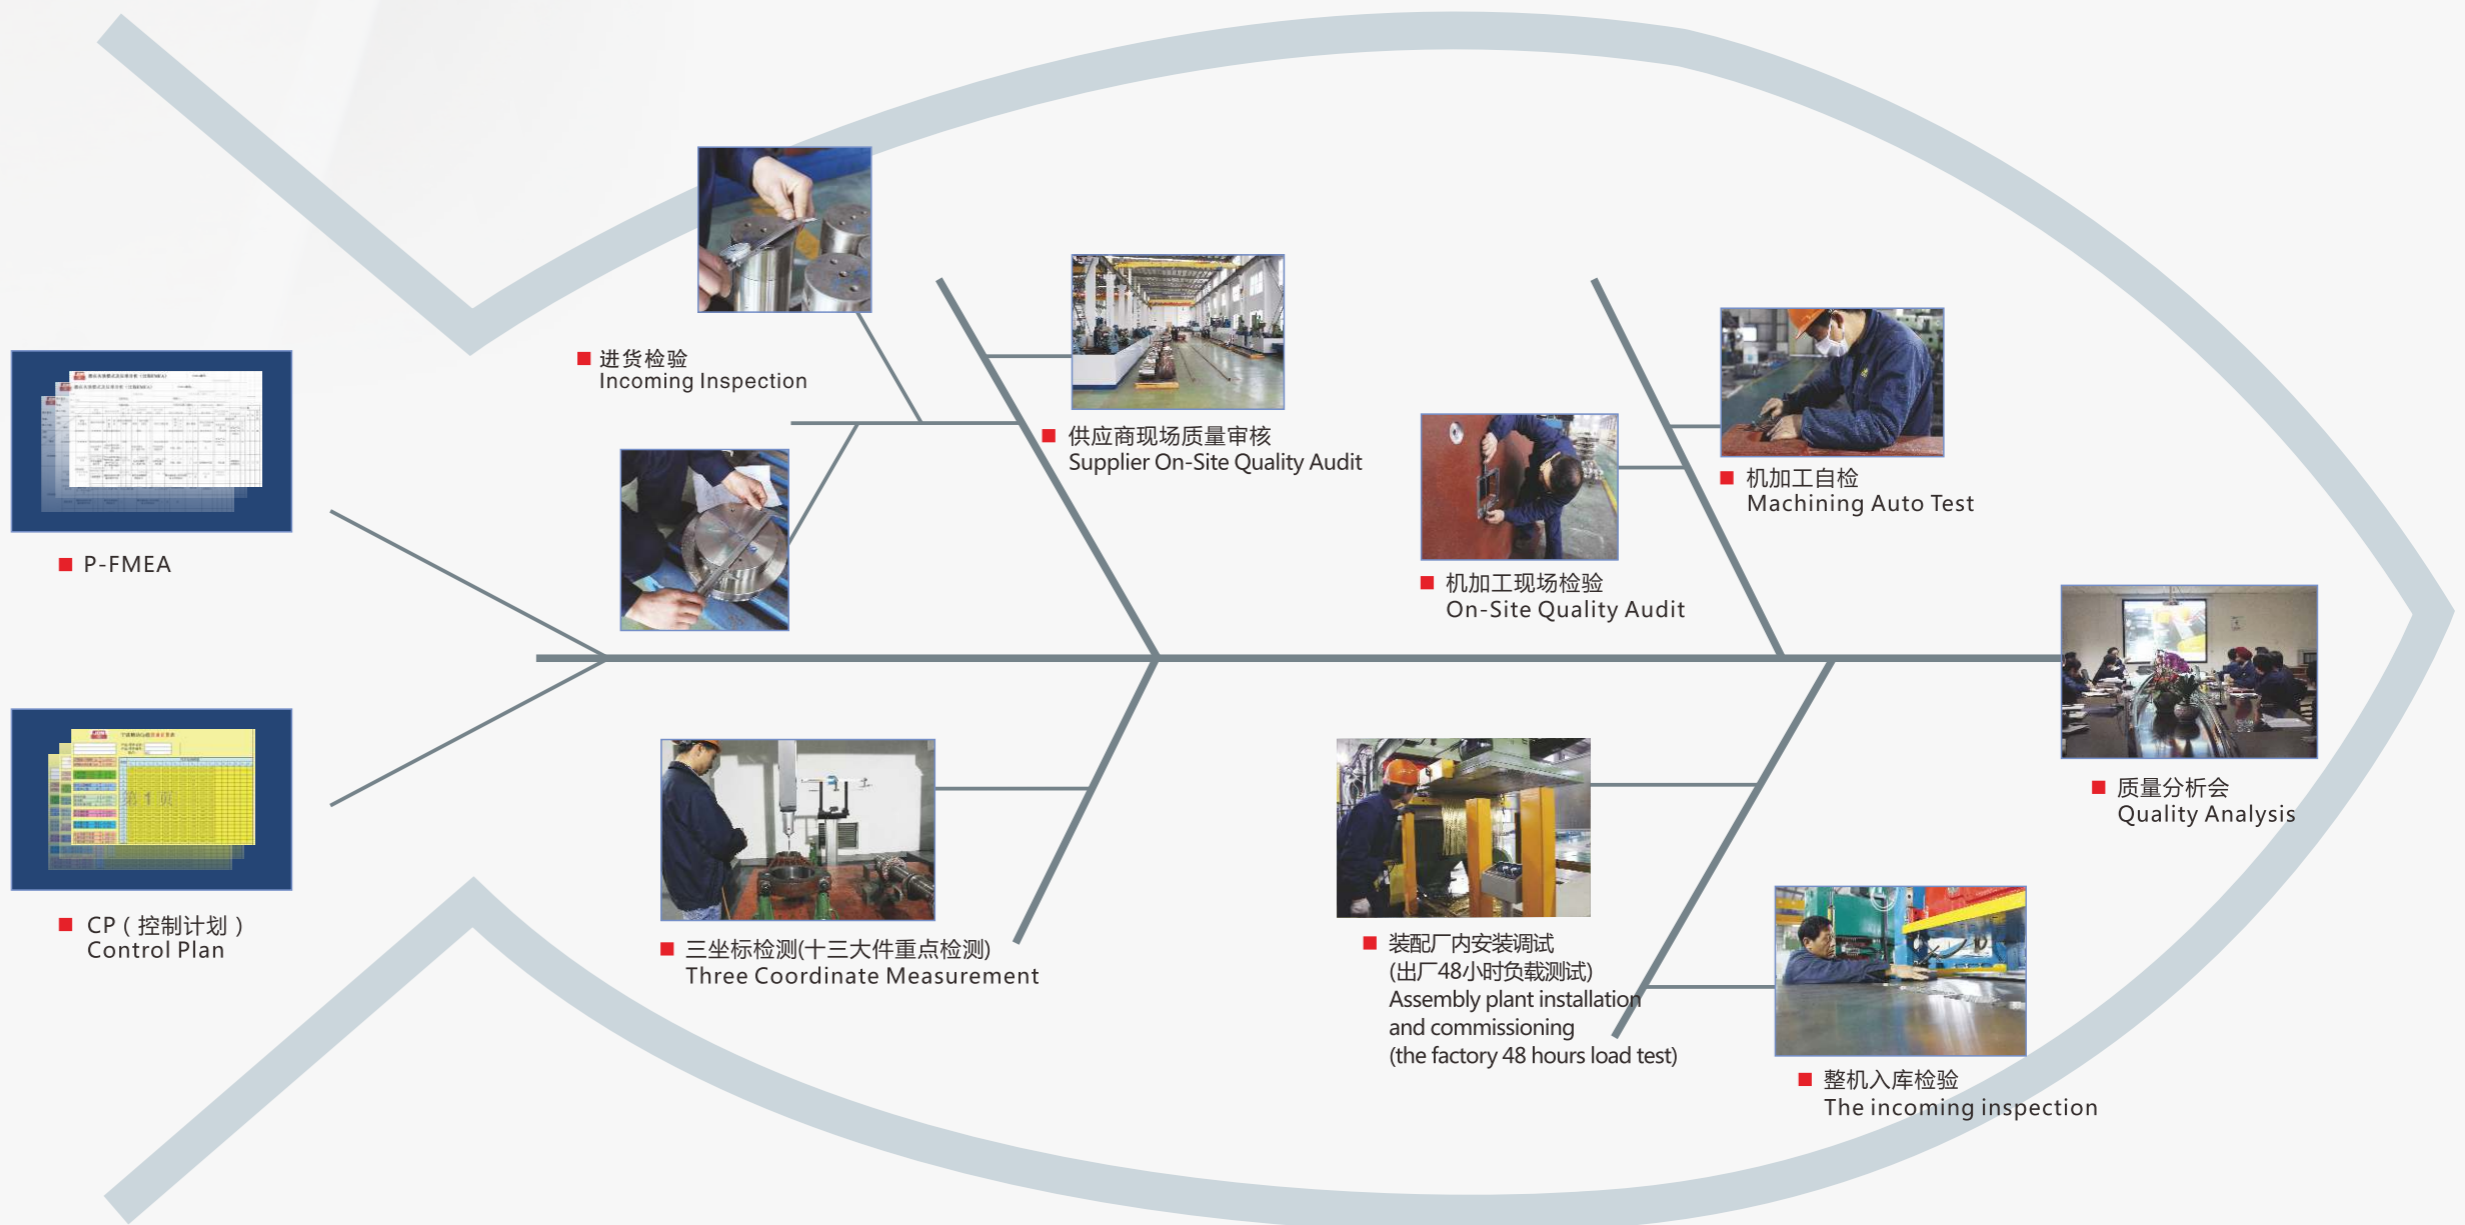 进货检验
Incoming Inspection
供应商现场质量审核
Supplier On-Site Quality Audit
机加工自检
Machining Auto Test
机加工现场检验
On-Site Quality Audit
P-FMEA
质量分析会
Quality Analysis
第 1 页
CP（控制计划）
Control Plan
三坐标检测(十三大件重点检测)
Three Coordinate Measurement
装配厂内安装调试
(出厂48小时负载测试)
Assembly plant installation
and commissioning
(the factory 48 hours load test)
整机入库检验
The incoming inspection